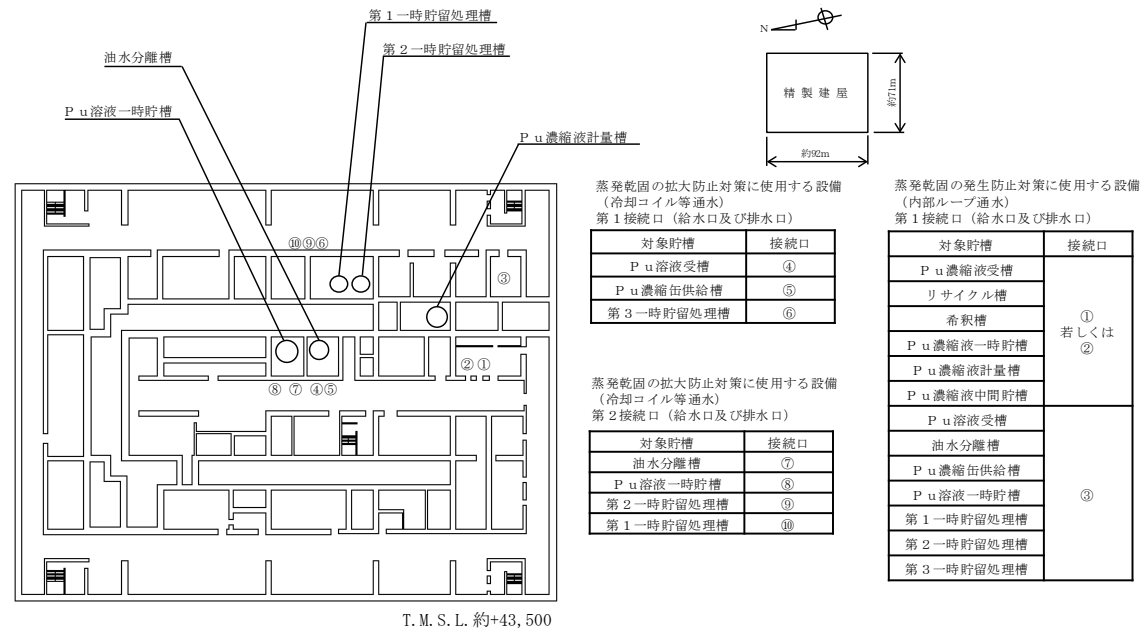 第１一時貯留処理槽
第２一時貯留処理槽
油水分離槽
Ｐｕ溶液一時貯槽
Ｐｕ濃縮液計量槽
⑩⑨⑥
③
② ①
⑧ ⑦ ④⑤
T.M.S.L.約+43,500
N
精製建屋
約71m
約92m
蒸発乾固の拡大防止対策に使用する設備
（冷却コイル等通水）
第１接続口（給水口及び排水口）
対象貯槽 接続口
Ｐｕ溶液受槽 ④
Ｐｕ濃縮缶供給槽 ⑤
第３一時貯留処理槽 ⑥
蒸発乾固の拡大防止対策に使用する設備
（冷却コイル等通水）
第２接続口（給水口及び排水口）
対象貯槽 接続口
油水分離槽 ⑦
Ｐｕ溶液一時貯槽 ⑧
第２一時貯留処理槽 ⑨
第１一時貯留処理槽 ⑩
蒸発乾固の発生防止対策に使用する設備
（内部ループ通水）
第１接続口（給水口及び排水口）
対象貯槽 接続口
Ｐｕ濃縮液受槽
リサイクル槽
希釈槽
Ｐｕ濃縮液一時貯槽
Ｐｕ濃縮液計量槽
Ｐｕ濃縮液中間貯槽
①
若しくは
②
Ｐｕ溶液受槽
油水分離槽
Ｐｕ濃縮缶供給槽
Ｐｕ溶液一時貯槽
第１一時貯留処理槽
第２一時貯留処理槽
第３一時貯留処理槽
③